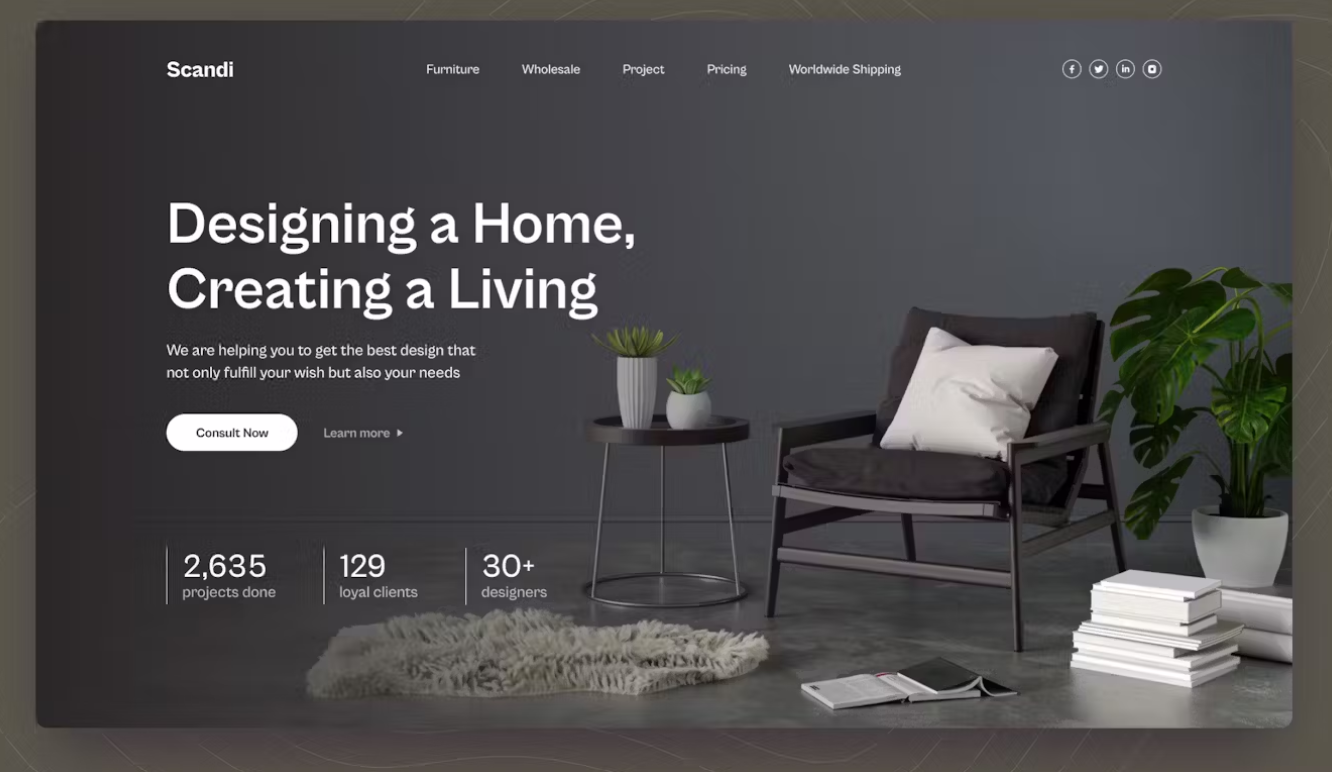 Scandi
Furniture
Wholesale
Project
Pricing
Worldwide Shipping
Designing a Home,
Creating a Living
We are helping you to get the best design that
not only fulfill your wish but also your needs
Consult Now
Learn more
2,635
projects done
129
loyal clients
30+
designers